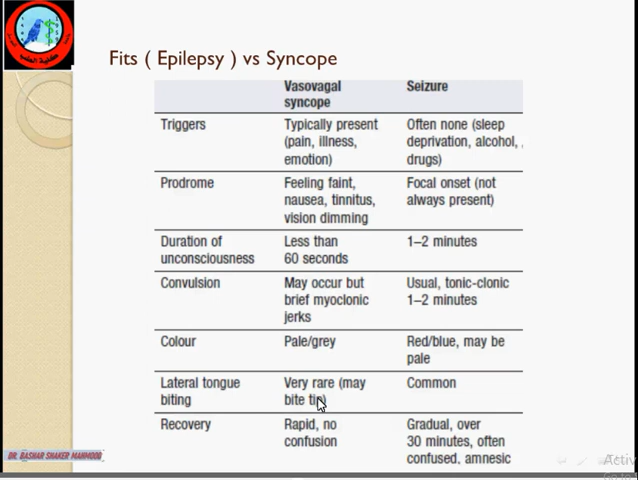 Fits ( Epilepsy ) vs Syncope
Vasovagal syncope Seizure
Triggers Typically present (pain, illness, emotion) Often none (sleep deprivation, alcohol, , drugs)
Prodrome Feeling faint, nausea, tinnitus, vision dimming Focal onset (not always present)
Duration of unconsciousness Less than 60 seconds 1–2 minutes
Convulsion May occur but brief myoclonic jerks Usual, tonic-clonic 1–2 minutes
Colour Pale/grey Red/blue, may be pale
Lateral tongue biting Very rare (may bite tip) Common
Recovery Rapid, no confusion Gradual, over 30 minutes, often confused, amnesic
DR. BASHAR SHAKER MAHMOOD
Activ